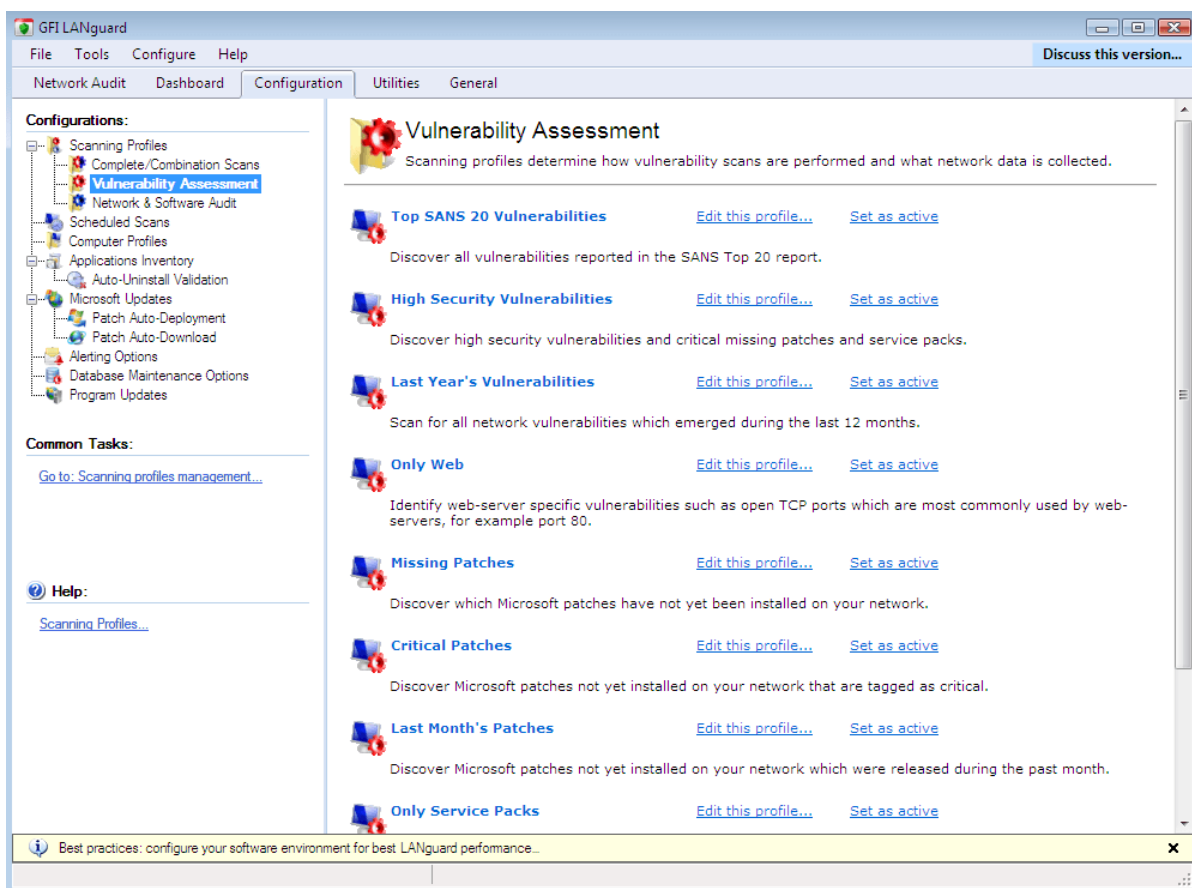 GFI LANguard
File Tools Configure Help
Discuss this version...
Network Audit Dashboard Configuration Utilities General
Configurations:
Scanning Profiles
Complete/Combination Scans
Vulnerability Assessment
Network & Software Audit
Scheduled Scans
Computer Profiles
Applications Inventory
Auto-Uninstall Validation
Microsoft Updates
Patch Auto-Deployment
Patch Auto-Download
Alerting Options
Database Maintenance Options
Program Updates
Common Tasks:
Go to: Scanning profiles management...
Help:
Scanning Profiles...
Vulnerability Assessment
Scanning profiles determine how vulnerability scans are performed and what network data is collected.
Top SANS 20 Vulnerabilities Edit this profile... Set as active
Discover all vulnerabilities reported in the SANS Top 20 report.
High Security Vulnerabilities Edit this profile... Set as active
Discover high security vulnerabilities and critical missing patches and service packs.
Last Year's Vulnerabilities Edit this profile... Set as active
Scan for all network vulnerabilities which emerged during the last 12 months.
Only Web Edit this profile... Set as active
Identify web-server specific vulnerabilities such as open TCP ports which are most commonly used by web-
servers, for example port 80.
Missing Patches Edit this profile... Set as active
Discover which Microsoft patches have not yet been installed on your network.
Critical Patches Edit this profile... Set as active
Discover Microsoft patches not yet installed on your network that are tagged as critical.
Last Month's Patches Edit this profile... Set as active
Discover Microsoft patches not yet installed on your network which were released during the past month.
Only Service Packs Edit this profile... Set as active
Best practices: configure your software environment for best LANguard performance...